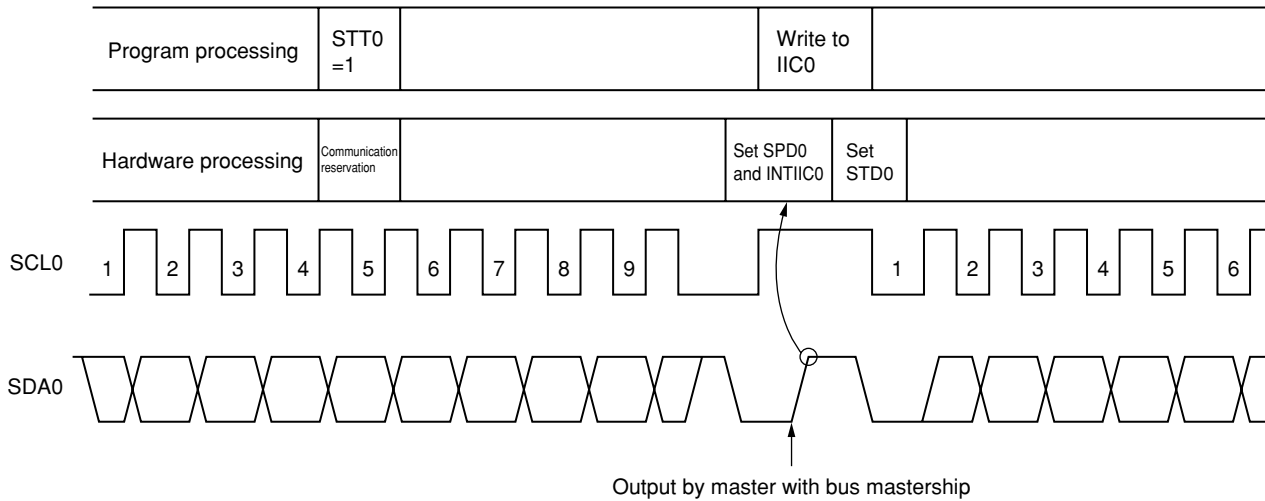 Program processing
STT0
=1
Write to
IIC0
Hardware processing
Communication
reservation
Set SPD0
and INTIIC0
Set
STD0
SCL0
1 2 3 4 5 6 7 8 9 1 2 3 4 5 6
SDA0
Output by master with bus mastership